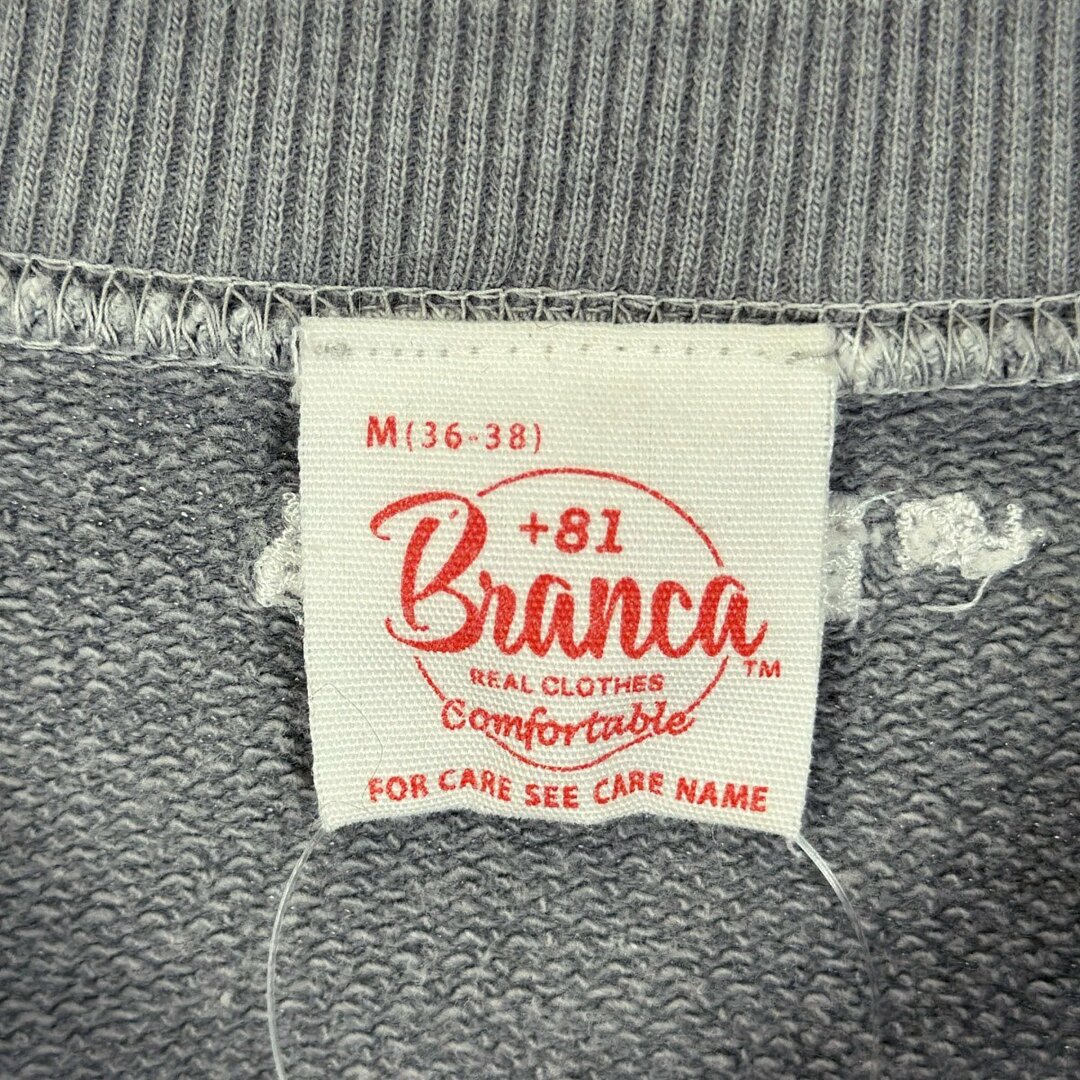 M(36-38)
+81
Branca
TM
REAL CLOTHES
Comfortable
FOR CARE SEE CARE NAME